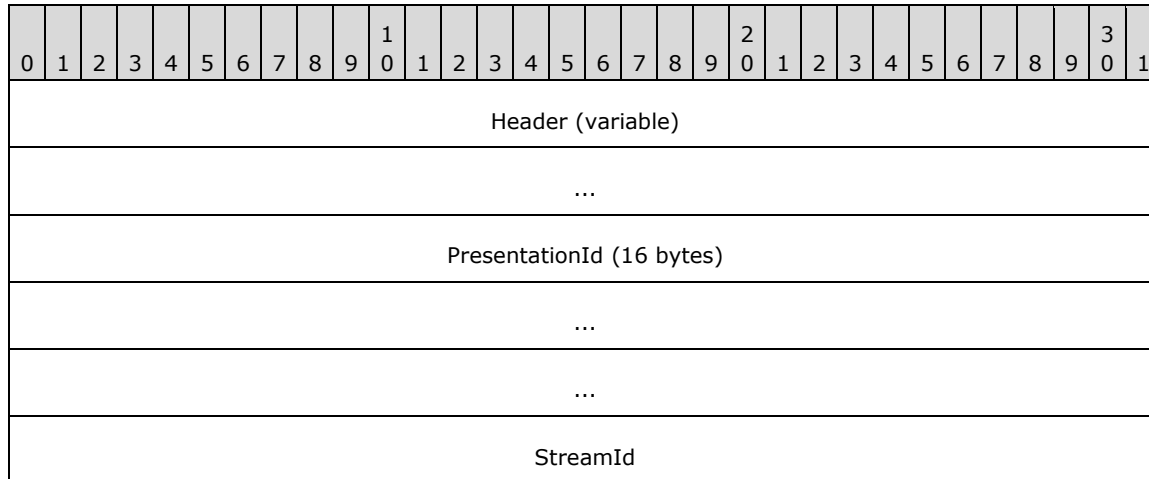 1 2 3
0 1 2 3 4 5 6 7 8 9 0 1 2 3 4 5 6 7 8 9 0 1 2 3 4 5 6 7 8 9 0 1
Header (variable)
...
PresentationId (16 bytes)
...
...
StreamId